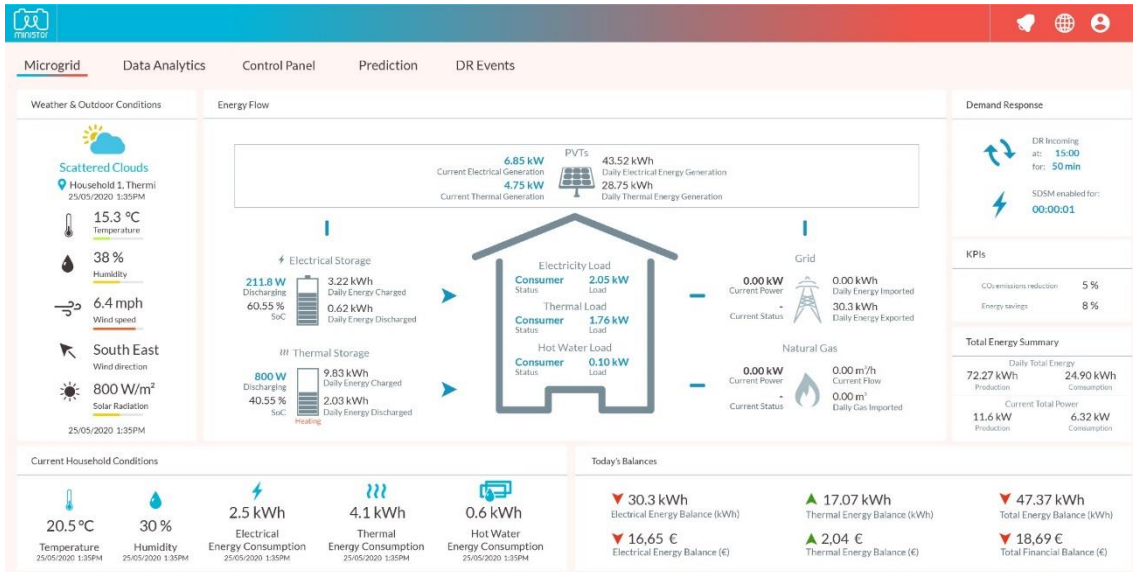 MINISTOR
Microgrid
Data Analytics
Control Panel
Prediction
DR Events
Weather & Outdoor Conditions
Scattered Clouds
Household 1, Thermi
25/05/2020 1:35PM
15.3 °C
Temperature
38 %
Humidity
6.4 mph
Wind speed
South East
Wind direction
800 W/m²
Solar Radiation
25/05/2020 1:35PM
Energy Flow
PVTs
6.85 kW
Current Electrical Generation
4.75 kW
Current Thermal Generation
43.52 kWh
Daily Electrical Energy Generation
28.75 kWh
Daily Thermal Energy Generation
Electrical Storage
211.8 W
Discharging
60.55 %
SoC
3.22 kWh
Daily Energy Charged
0.62 kWh
Daily Energy Discharged
Thermal Storage
800 W
Discharging
40.55 %
SoC
Heating
9.83 kWh
Daily Energy Charged
2.03 kWh
Daily Energy Discharged
Electricity Load
Consumer 2.05 kW
Status Load
Thermal Load
Consumer 1.76 kW
Status Load
Hot Water Load
Consumer 0.10 kW
Status Load
Grid
0.00 kW
Current Power
-
Current Status
0.00 kWh
Daily Energy Imported
30.3 kWh
Daily Energy Exported
Natural Gas
0.00 kW
Current Power
-
Current Status
0.00 m³/h
Current Flow
0.00 m³
Daily Gas Imported
Demand Response
DR Incoming
at: 15:00
for: 50 min
SDSM enabled for:
00:00:01
KPIs
CO₂ emissions reduction 5 %
Energy savings 8 %
Total Energy Summary
Daily Total Energy
72.27 kWh 24.90 kWh
Production Comsumption
Current Total Power
11.6 kW 6.32 kW
Production Comsumption
Current Household Conditions
20.5 °C
Temperature
25/05/2020 1:35PM
30 %
Humidity
25/05/2020 1:35PM
2.5 kWh
Electrical
Energy Consumption
25/05/2020 1:35PM
4.1 kWh
Thermal
Energy Consumption
25/05/2020 1:35PM
0.6 kWh
Hot Water
Energy Consumption
25/05/2020 1:35PM
Today's Balances
30.3 kWh
Electrical Energy Balance (kWh)
17.07 kWh
Thermal Energy Balance (kWh)
47.37 kWh
Total Energy Balance (kWh)
16,65 €
Electrical Energy Balance (€)
2,04 €
Thermal Energy Balance (€)
18,69 €
Total Financial Balance (€)